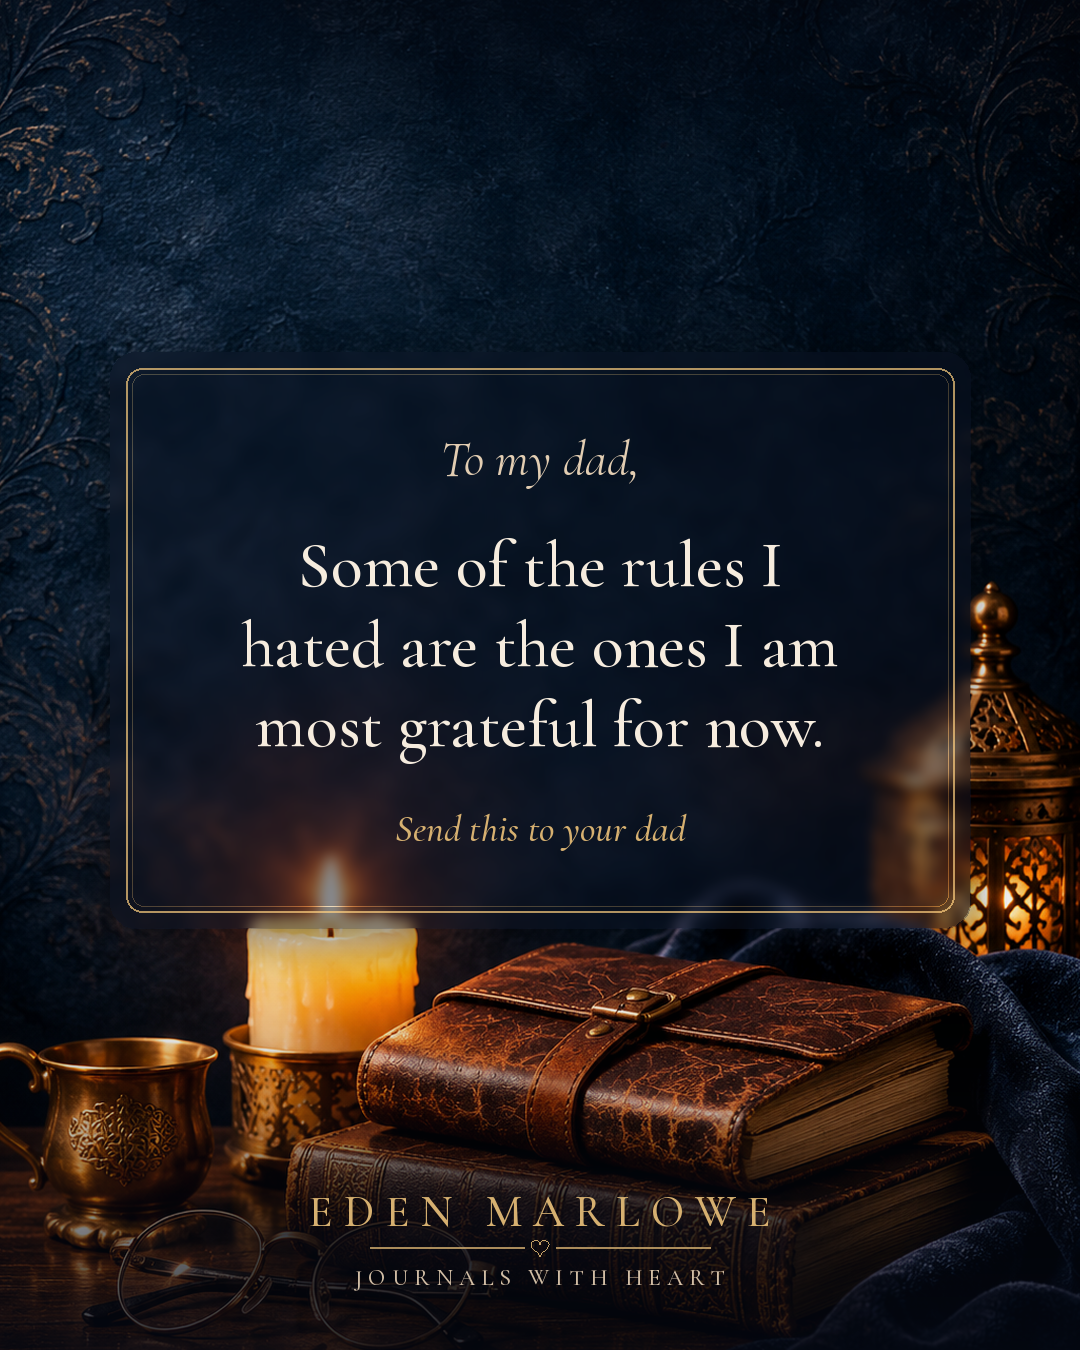 To my dad,
Some of the rules I
hated are the ones I am
most grateful for now.
Send this to your dad
EDEN MARLOWE
JOURNALS WITH HEART